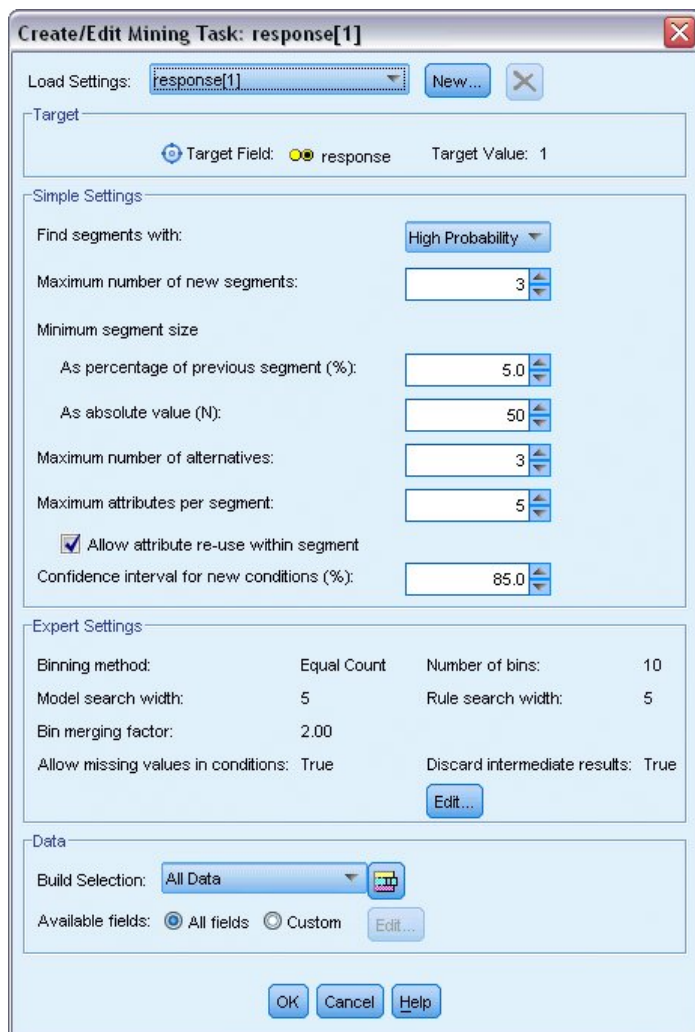 Create/Edit Mining Task: response[1]
Load Settings: response[1] New...
Target
Target Field: response Target Value: 1
Simple Settings
Find segments with: High Probability
Maximum number of new segments: 3
Minimum segment size
As percentage of previous segment (%): 5.0
As absolute value (N): 50
Maximum number of alternatives: 3
Maximum attributes per segment: 5
Allow attribute re-use within segment
Confidence interval for new conditions (%): 85.0
Expert Settings
Binning method: Equal Count Number of bins: 10
Model search width: 5 Rule search width: 5
Bin merging factor: 2.00
Allow missing values in conditions: True Discard intermediate results: True
Edit...
Data
Build Selection: All Data
Available fields: All fields Custom Edit...
OK Cancel Help